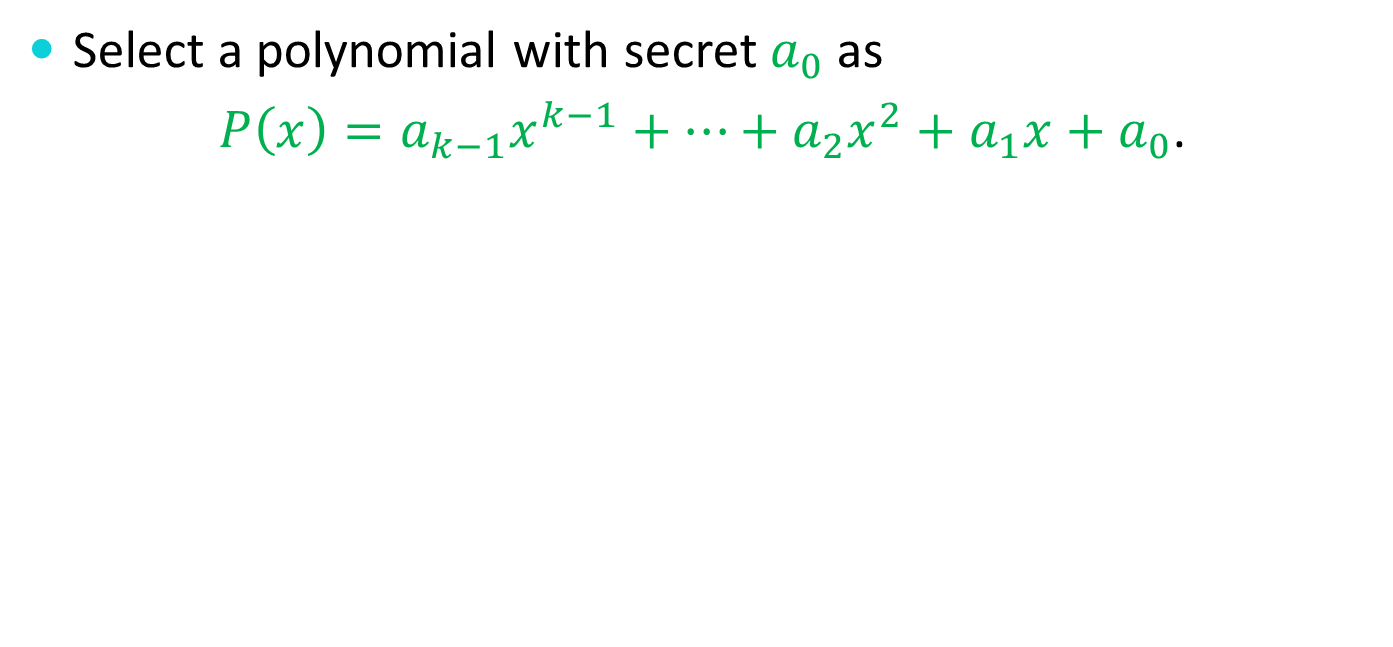 • Select a polynomial with secret a₀ as
P(x) = aₖ₋₁xᵏ⁻¹ + ⋯ + a₂x² + a₁x + a₀.